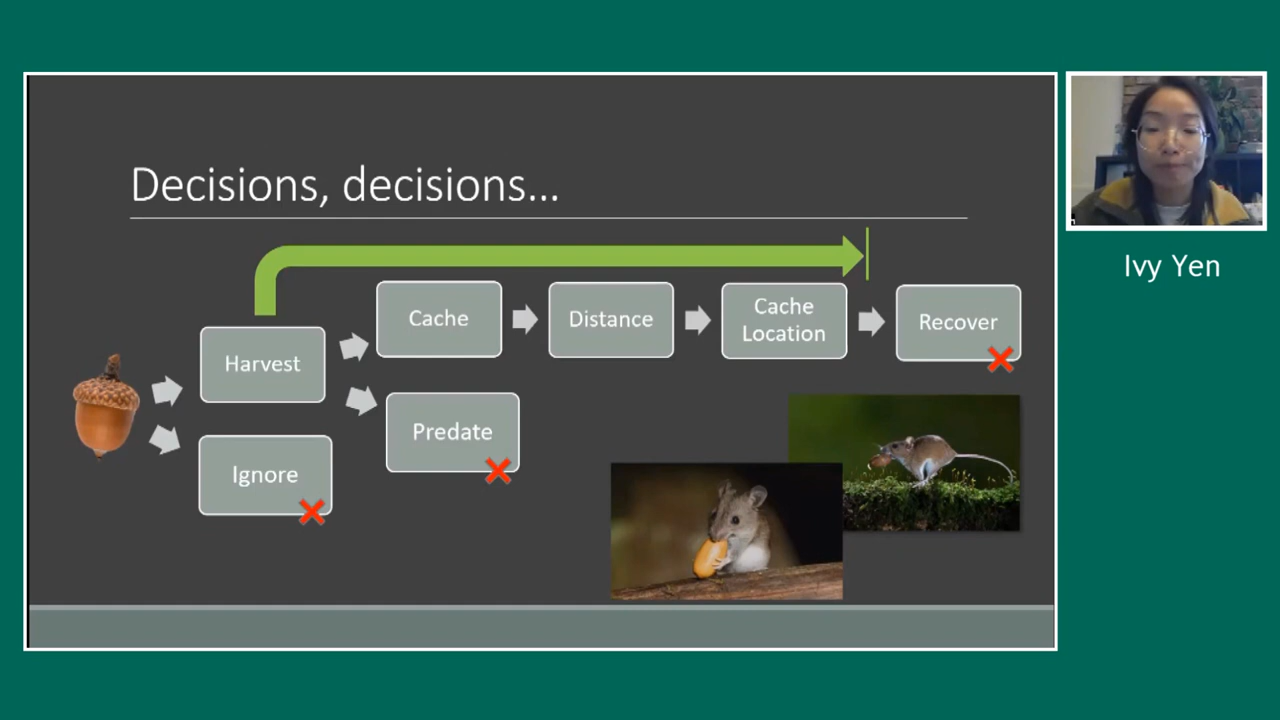 Decisions, decisions...
Cache
Distance
Cache
Location
Recover
Harvest
Predate
Ignore
Ivy Yen